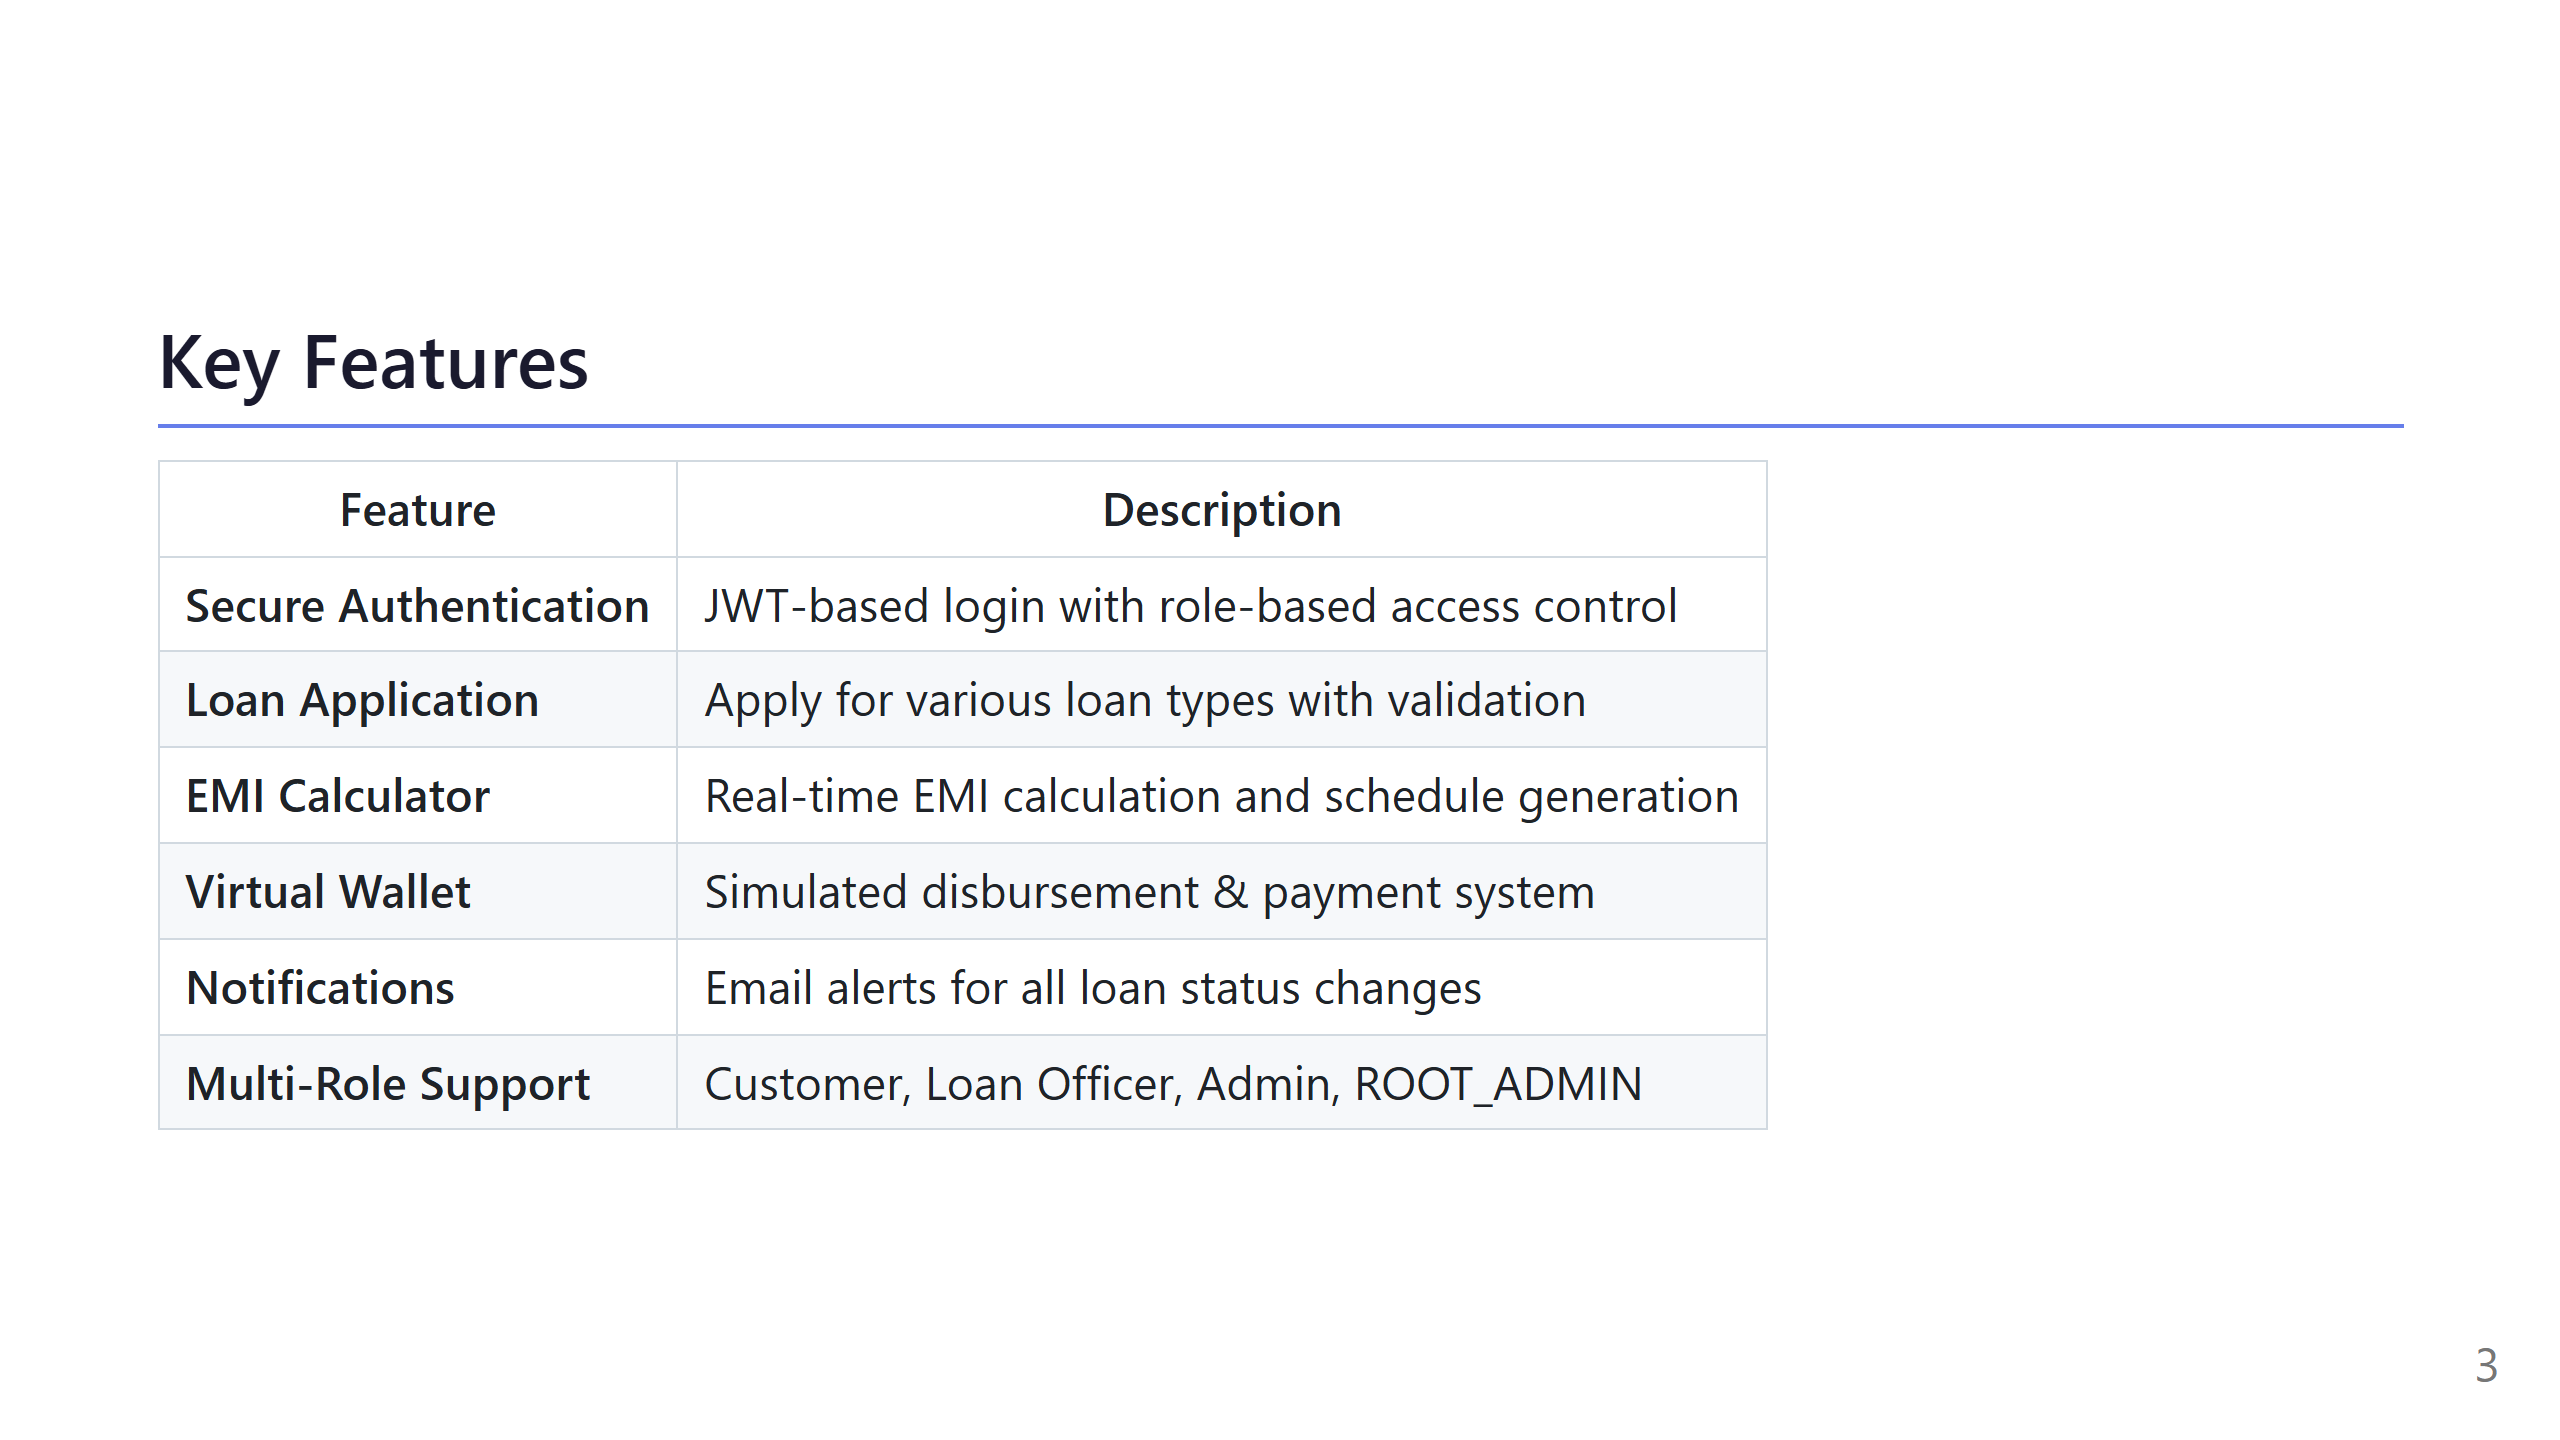 Key Features
Feature Description
Secure Authentication JWT-based login with role-based access control
Loan Application Apply for various loan types with validation
EMI Calculator Real-time EMI calculation and schedule generation
Virtual Wallet Simulated disbursement & payment system
Notifications Email alerts for all loan status changes
Multi-Role Support Customer, Loan Officer, Admin, ROOT_ADMIN
3